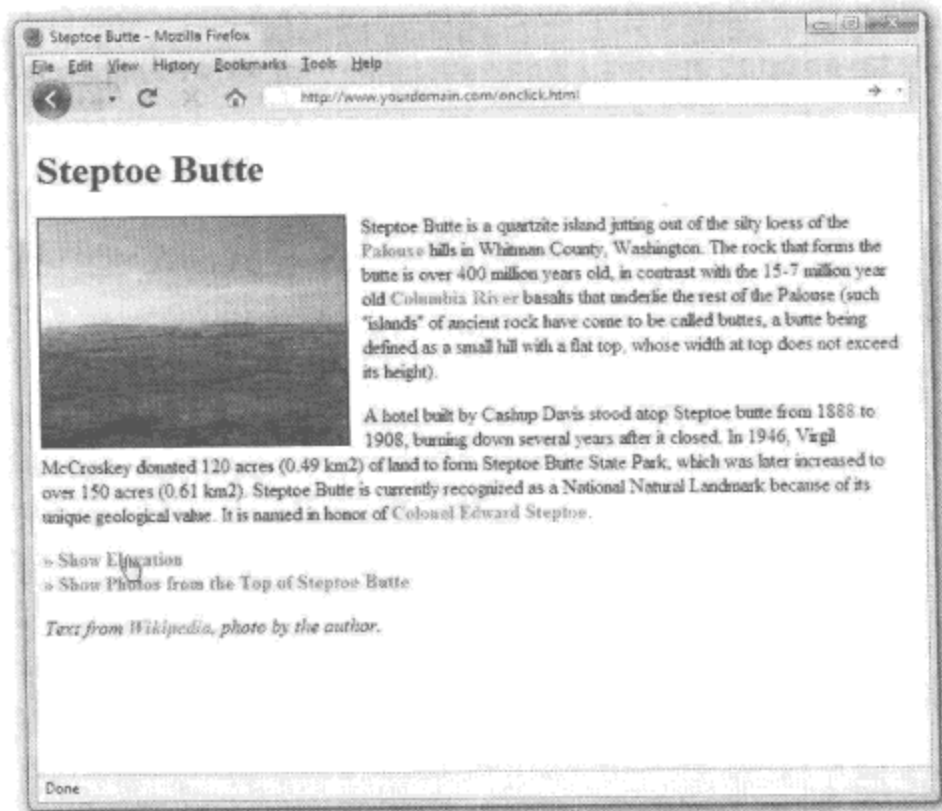 Steptoe Butte - Mozilla Firefox
File Edit View History Bookmarks Tools Help
http://www.yourdomain.com/onclick.html
Steptoe Butte
Steptoe Butte is a quartzite island jutting out of the silty loess of the
Palouse hills in Whitman County, Washington. The rock that forms the
butte is over 400 million years old, in contrast with the 15-7 million year
old Columbia River basalts that underlie the rest of the Palouse (such
"islands" of ancient rock have come to be called buttes, a butte being
defined as a small hill with a flat top, whose width at top does not exceed
its height).
A hotel built by Cashup Davis stood atop Steptoe butte from 1888 to
1908, burning down several years after it closed. In 1946, Virgil
McCroskey donated 120 acres (0.49 km2) of land to form Steptoe Butte State Park, which was later increased to
over 150 acres (0.61 km2). Steptoe Butte is currently recognized as a National Natural Landmark because of its
unique geological value. It is named in honor of Colonel Edward Steptoe.
» Show Elevation
» Show Photos from the Top of Steptoe Butte
Text from Wikipedia, photo by the author.
Done